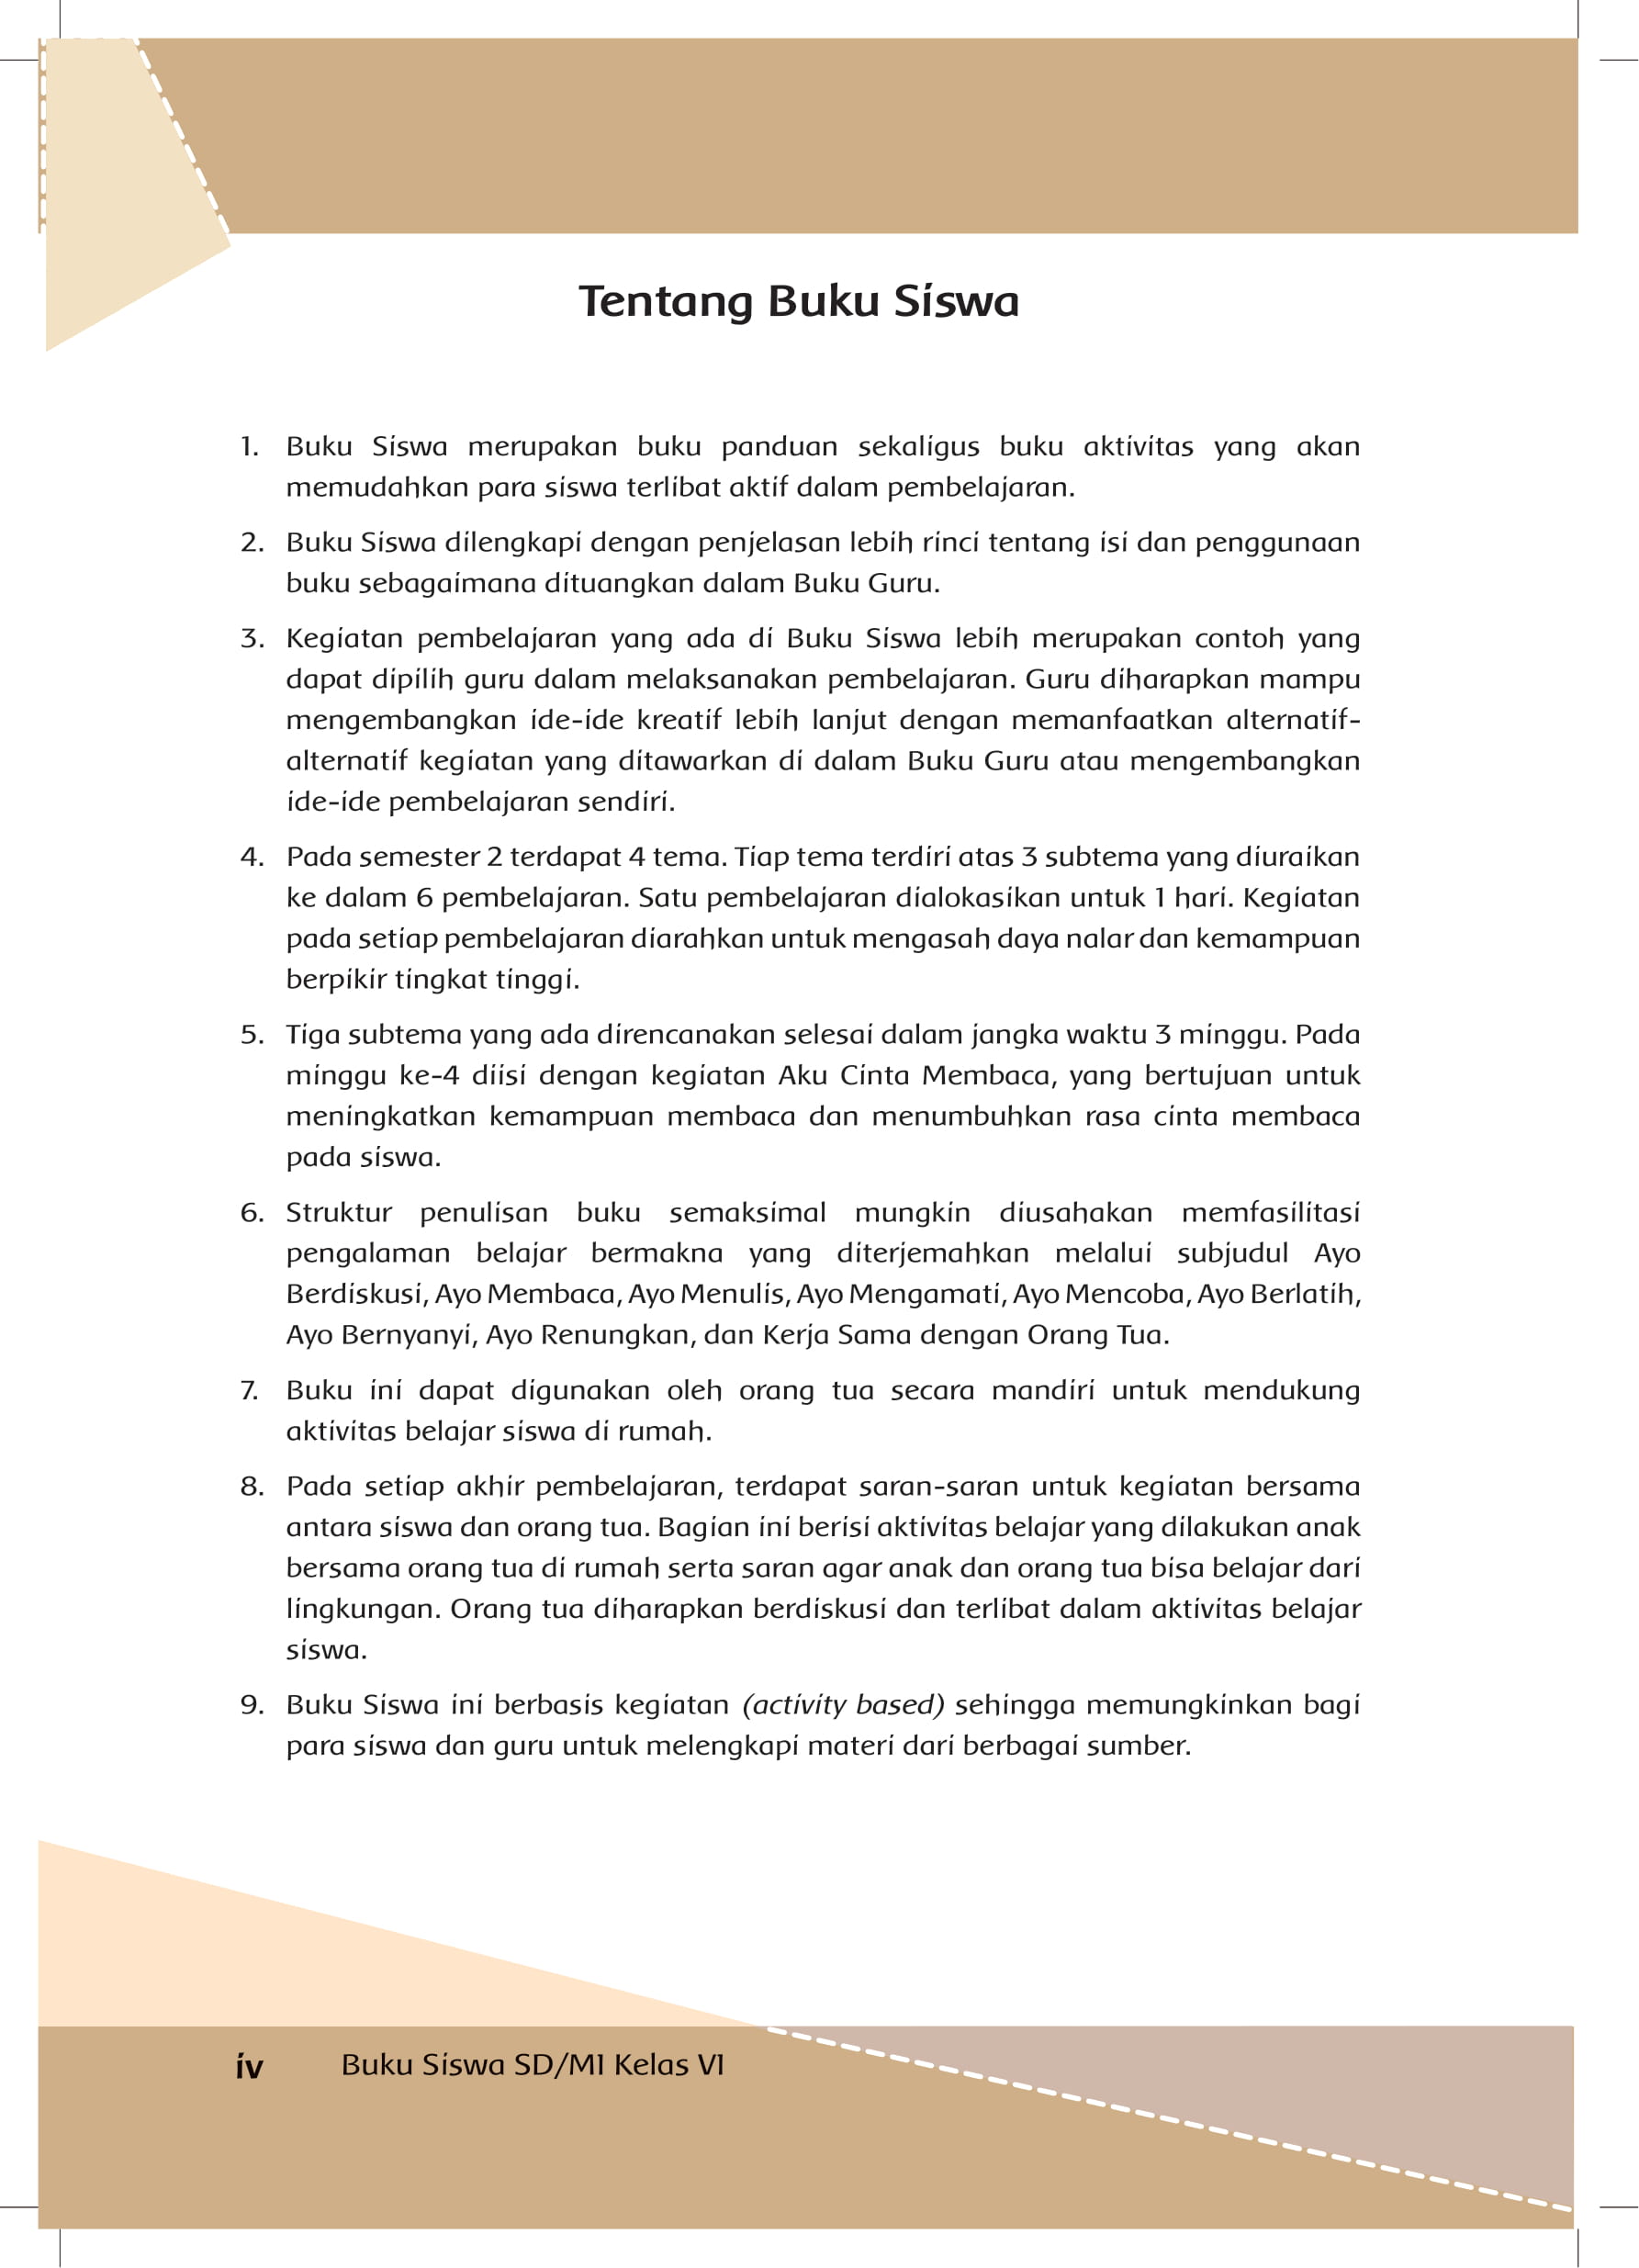 Tentang Buku Siswa
1. Buku Siswa merupakan buku panduan sekaligus buku aktivitas yang akan
memudahkan para siswa terlibat aktif dalam pembelajaran.
2. Buku Siswa dilengkapi dengan penjelasan lebih rinci tentang isi dan penggunaan
buku sebagaimana dituangkan dalam Buku Guru.
3. Kegiatan pembelajaran yang ada di Buku Siswa lebih merupakan contoh yang
dapat dipilih guru dalam melaksanakan pembelajaran. Guru diharapkan mampu
mengembangkan ide-ide kreatif lebih lanjut dengan memanfaatkan alternatif-
alternatif kegiatan yang ditawarkan di dalam Buku Guru atau mengembangkan
ide-ide pembelajaran sendiri.
4. Pada semester 2 terdapat 4 tema. Tiap tema terdiri atas 3 subtema yang diuraikan
ke dalam 6 pembelajaran. Satu pembelajaran dialokasikan untuk 1 hari. Kegiatan
pada setiap pembelajaran diarahkan untuk mengasah daya nalar dan kemampuan
berpikir tingkat tinggi.
5. Tiga subtema yang ada direncanakan selesai dalam jangka waktu 3 minggu. Pada
minggu ke-4 diisi dengan kegiatan Aku Cinta Membaca, yang bertujuan untuk
meningkatkan kemampuan membaca dan menumbuhkan rasa cinta membaca
pada siswa.
6. Struktur penulisan buku semaksimal mungkin diusahakan memfasilitasi
pengalaman belajar bermakna yang diterjemahkan melalui subjudul Ayo
Berdiskusi, Ayo Membaca, Ayo Menulis, Ayo Mengamati, Ayo Mencoba, Ayo Berlatih,
Ayo Bernyanyi, Ayo Renungkan, dan Kerja Sama dengan Orang Tua.
7. Buku ini dapat digunakan oleh orang tua secara mandiri untuk mendukung
aktivitas belajar siswa di rumah.
8. Pada setiap akhir pembelajaran, terdapat saran-saran untuk kegiatan bersama
antara siswa dan orang tua. Bagian ini berisi aktivitas belajar yang dilakukan anak
bersama orang tua di rumah serta saran agar anak dan orang tua bisa belajar dari
lingkungan. Orang tua diharapkan berdiskusi dan terlibat dalam aktivitas belajar
siswa.
9. Buku Siswa ini berbasis kegiatan (activity based) sehingga memungkinkan bagi
para siswa dan guru untuk melengkapi materi dari berbagai sumber.
iv Buku Siswa SD/MI Kelas VI